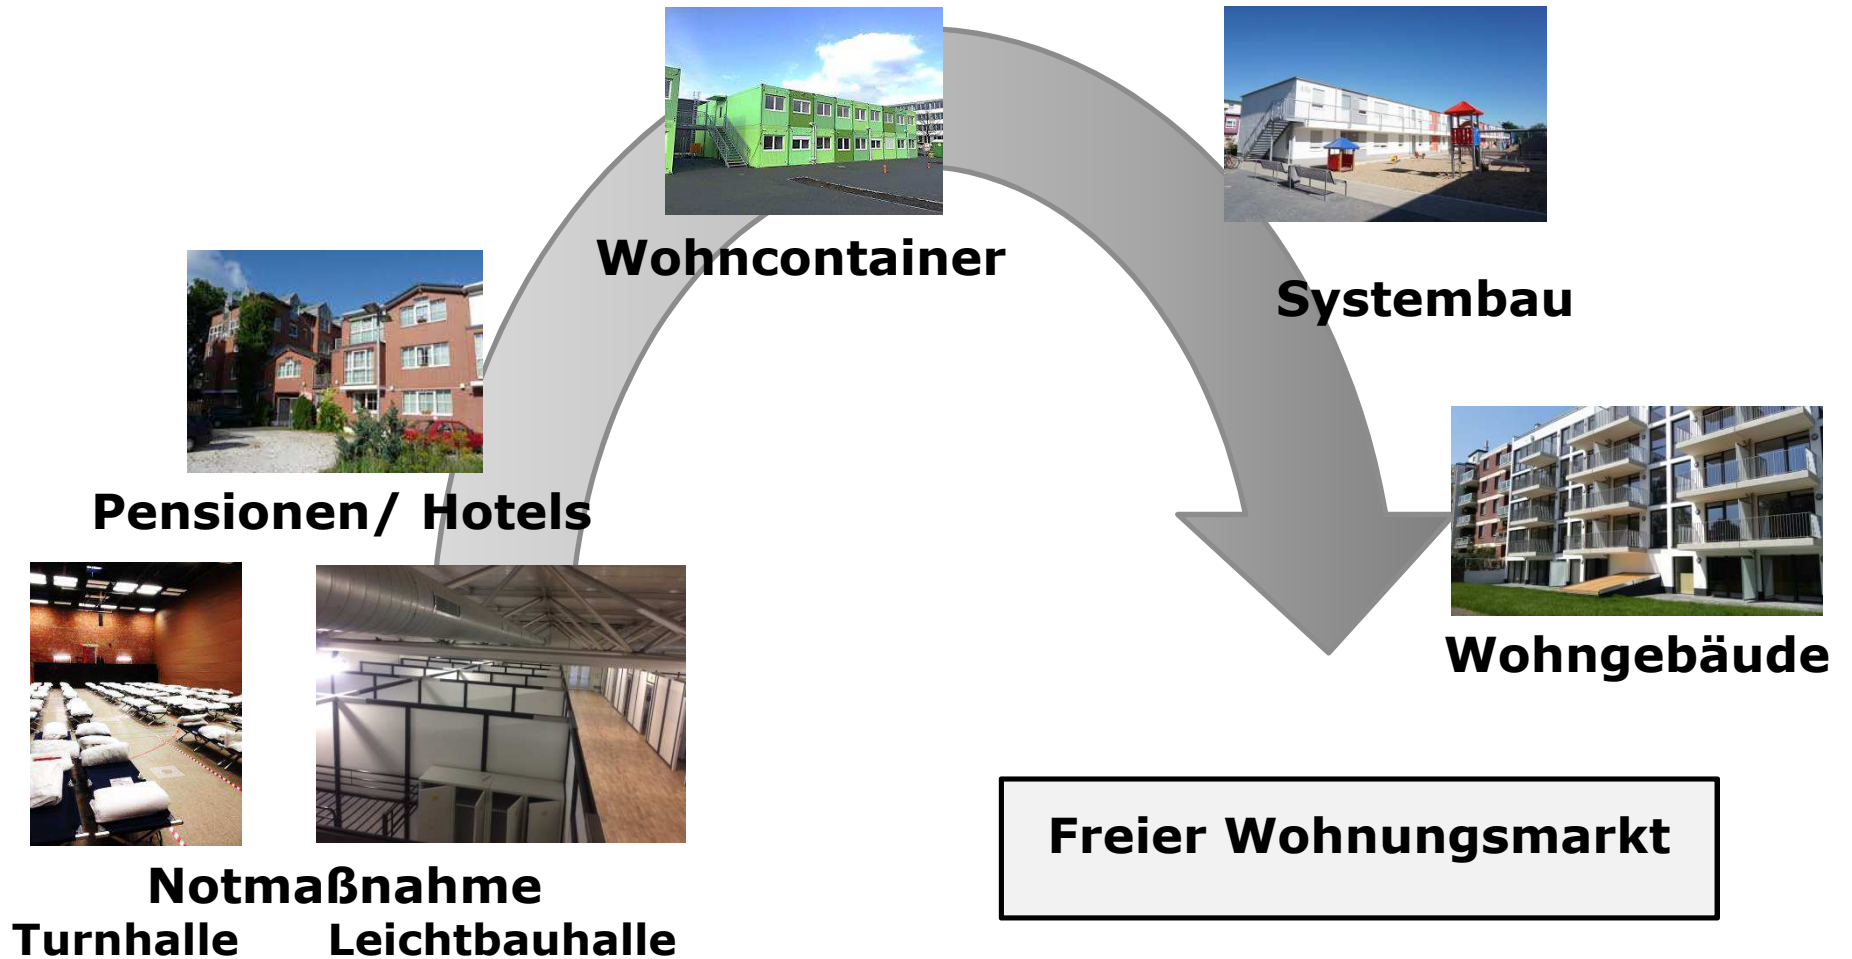 Wohncontainer
Systembau
Pensionen/ Hotels
Wohngebäude
Freier Wohnungsmarkt
Notmaßnahme
Turnhalle Leichtbauhalle